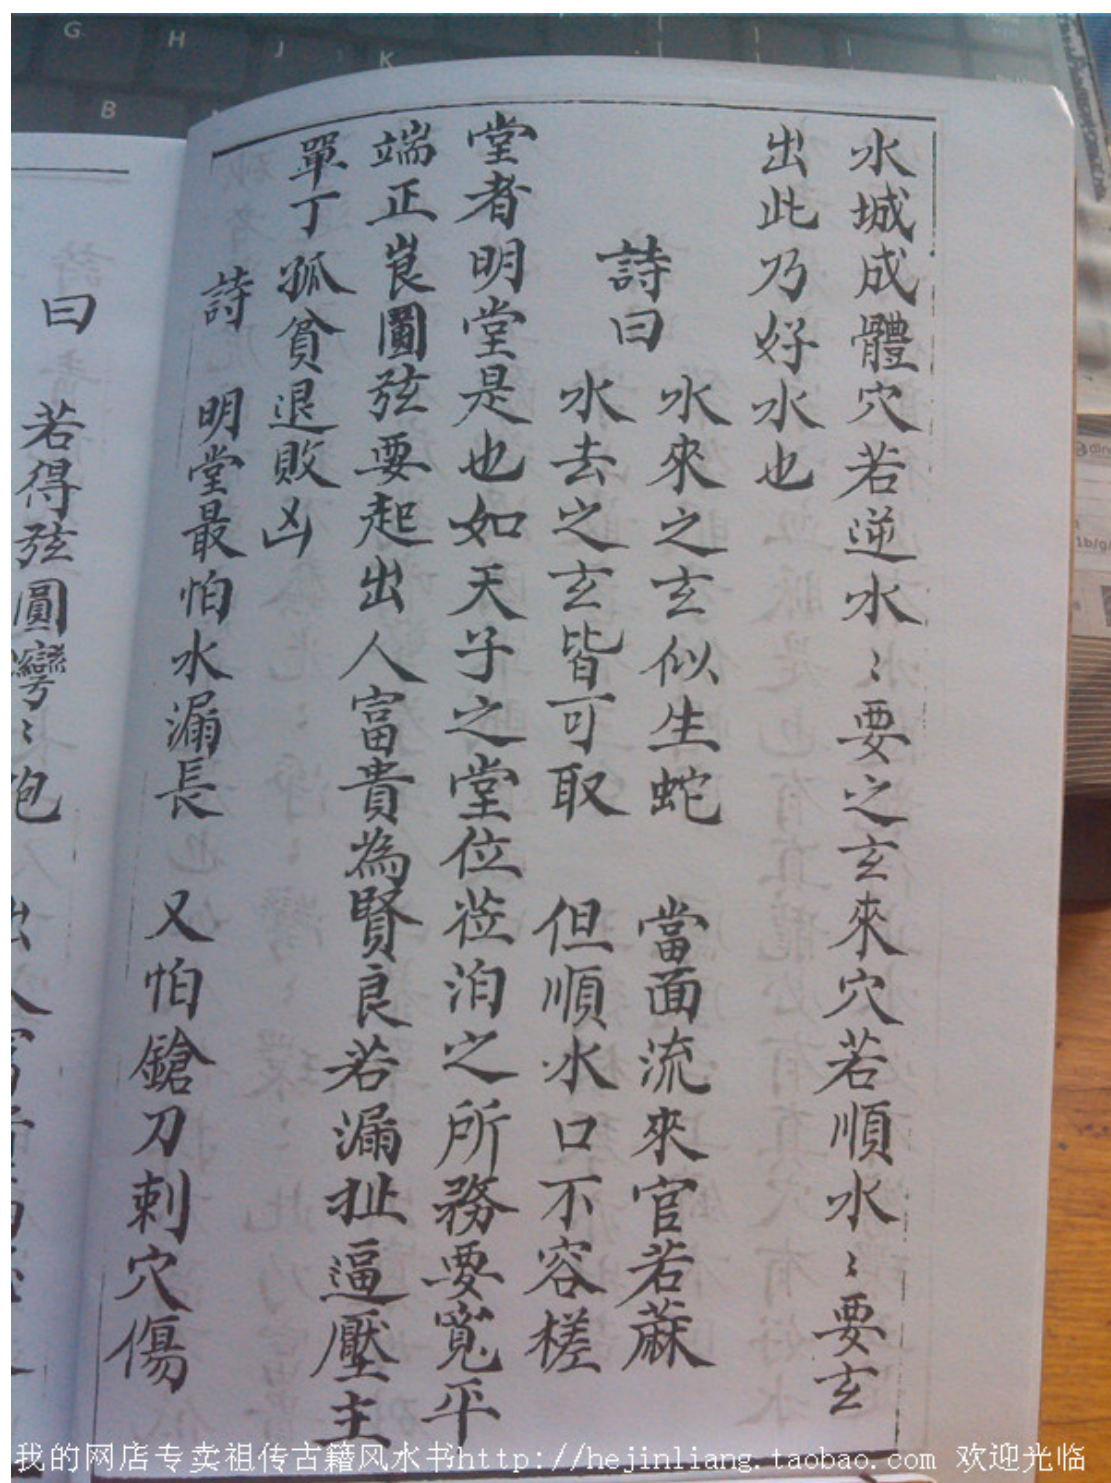 水城成體穴若逆水〻要之玄來穴若順水〻要玄
出此乃好水也
詩曰
水來之玄似生蛇 當面流來官若蔴
水去之玄皆可取 但順水口不容槎
堂者明堂是也如天子之堂位莅泊之所務要寬平
端正峎圓弦要起出人富貴為賢良若漏扯逼壓主
單丁孤貧退敗凶
詩 明堂最怕水漏長 又怕鎗刀刺穴傷
曰 若得弦圓彎〻抱 出人富貴
我的网店专卖祖传古籍风水书http://hejinliang.taobao.com 欢迎光临
G
H
J
K
B